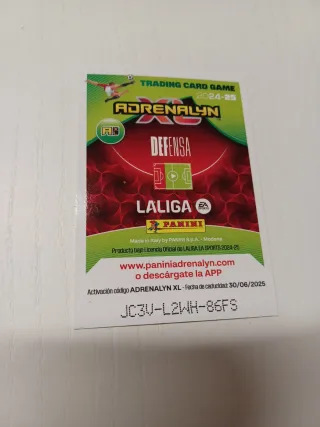 TRADING CARD GAME
2024-25
ADRENALYN
XL
DEFENSA
LALIGA
EA
SPORTS
PANINI
Made in Italy by PANINI S.p.A. - Modena
Producto bajo Licencia Oficial de LALIGA EA SPORTS 2024-25
www.paniniadrenalyn.com
o descárgate la APP
Activación código ADRENALYN XL - Fecha de caducidad: 30/06/2025
JC3V-L2WH-86FS